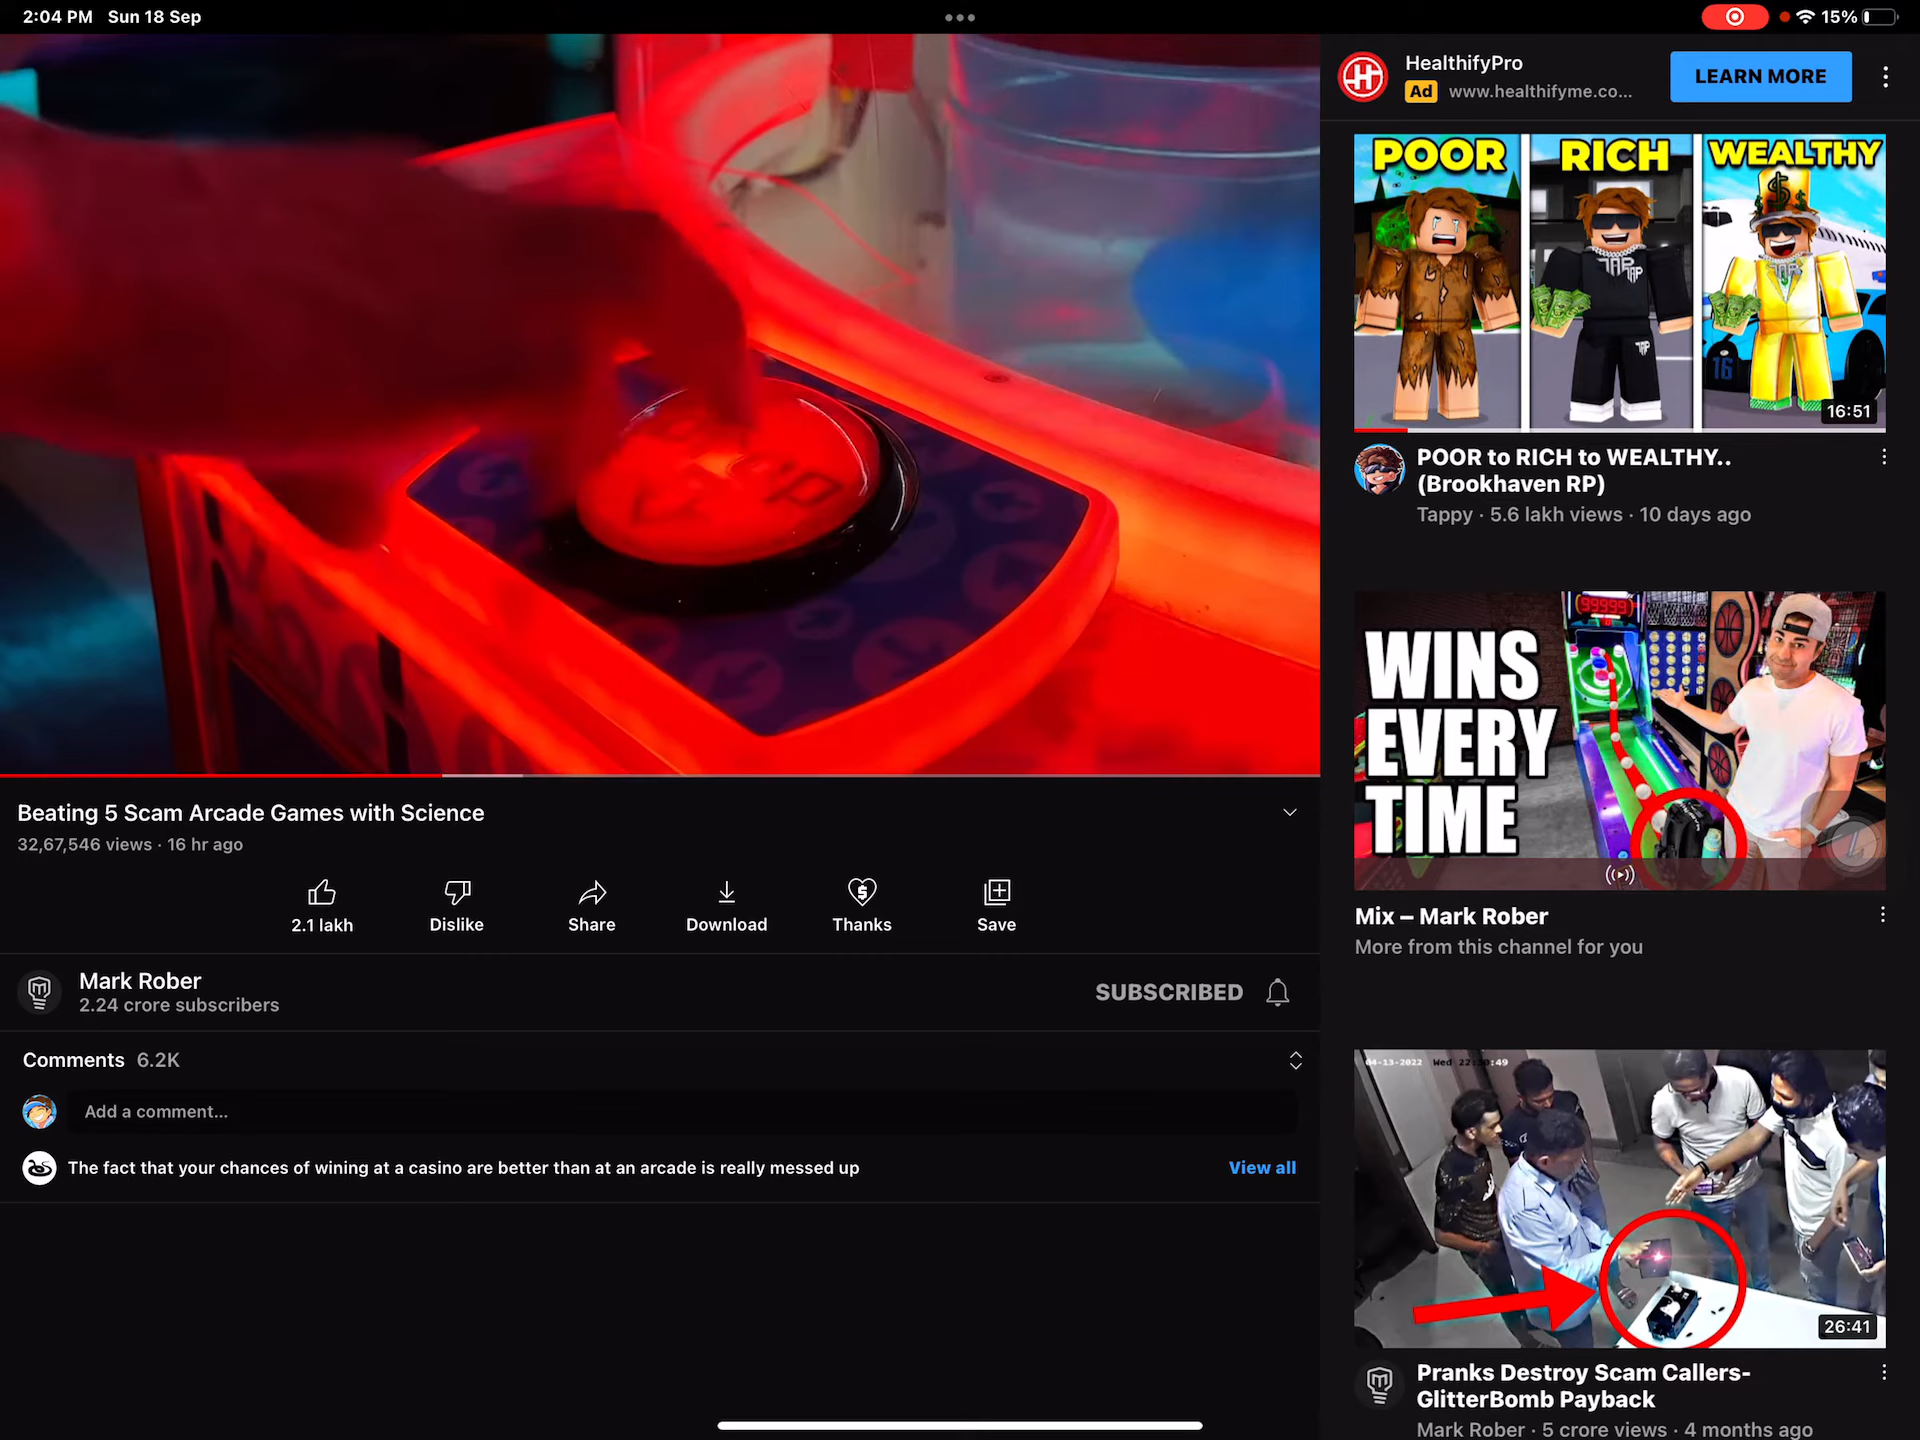 2:04 PM Sun 18 Sep
15%
HealthifyPro
Ad www.healthifyme.co...
LEARN MORE
POOR RICH WEALTHY
16
16:51
POOR to RICH to WEALTHY..
(Brookhaven RP)
Tappy · 5.6 lakh views · 10 days ago
99999
WINS
EVERY
TIME
Mix – Mark Rober
More from this channel for you
04-13-2022 Wed
26:41
Pranks Destroy Scam Callers-
GlitterBomb Payback
Mark Rober · 5 crore views · 4 months ago
Beating 5 Scam Arcade Games with Science
32,67,546 views · 16 hr ago
2.1 lakh
Dislike
Share
Download
Thanks
Save
Mark Rober
2.24 crore subscribers
SUBSCRIBED
Comments 6.2K
Add a comment...
The fact that your chances of wining at a casino are better than at an arcade is really messed up
View all